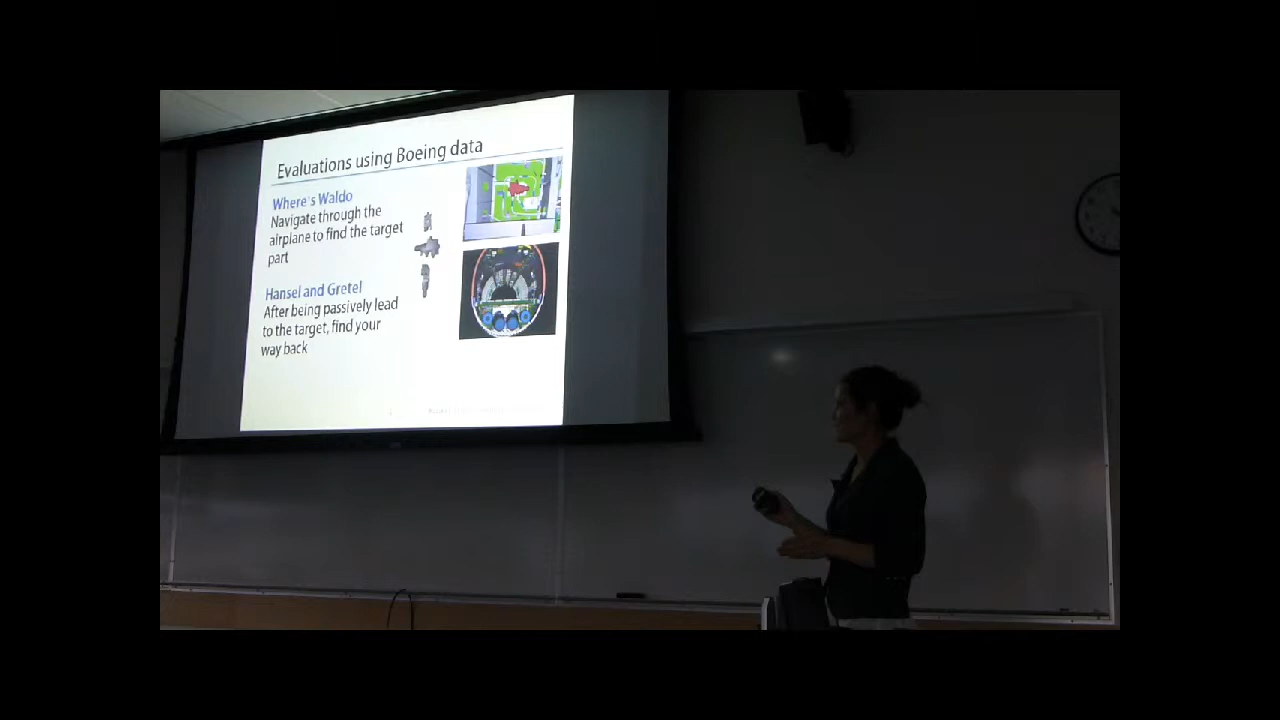 Evaluations using Boeing data
Where's Waldo
Navigate through the
airplane to find the target
part
Hansel and Gretel
After being passively lead
to the target, find your
way back